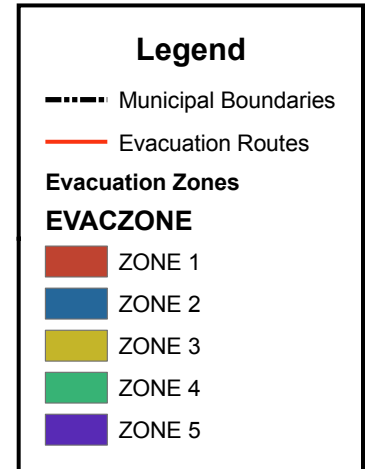 Legend
Municipal Boundaries
Evacuation Routes
Evacuation Zones
EVACZONE
ZONE 1
ZONE 2
ZONE 3
ZONE 4
ZONE 5